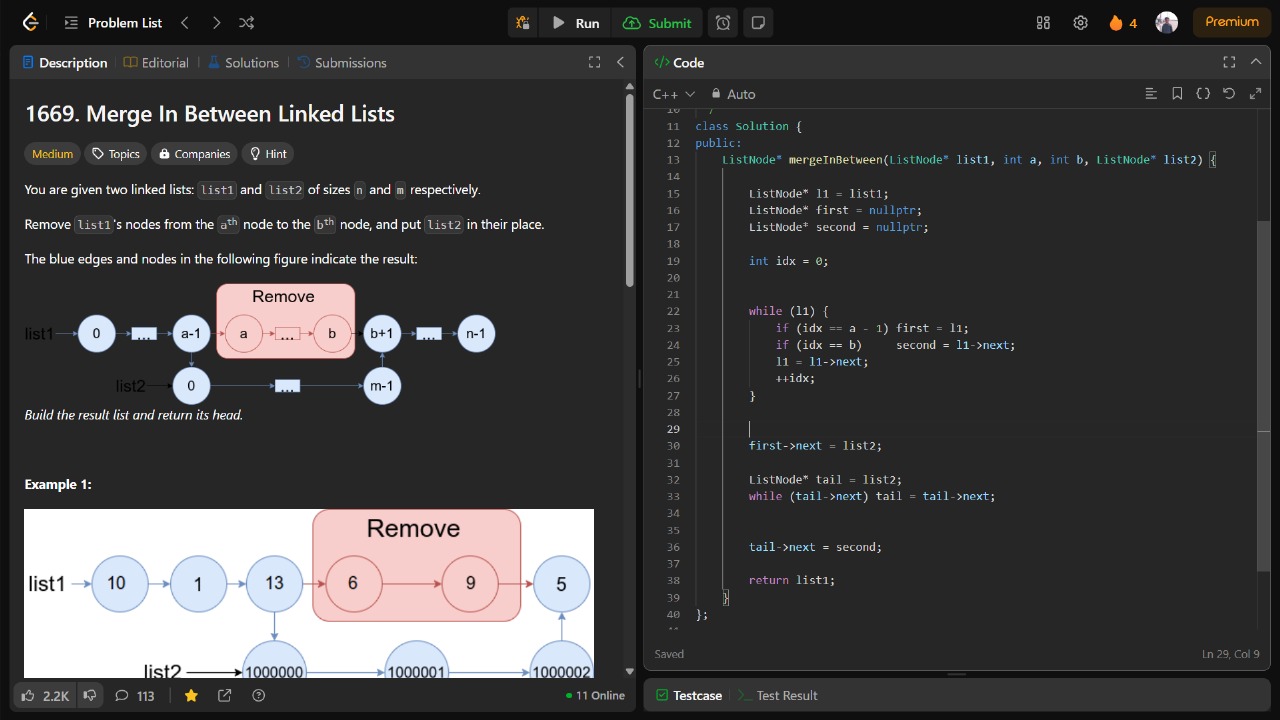 Problem List
Run
Submit
4
Premium
Description
Editorial
Solutions
Submissions
1669. Merge In Between Linked Lists
Medium
Topics
Companies
Hint
You are given two linked lists: list1 and list2 of sizes n and m respectively.
Remove list1's nodes from the ath node to the bth node, and put list2 in their place.
The blue edges and nodes in the following figure indicate the result:
Remove
list1 0 ... a-1 a ... b b+1 ... n-1
list2 0 ... m-1
Build the result list and return its head.
Example 1:
Remove
list1 10 1 13 6 9 5
list2 1000000 1000001 1000002
2.2K
113
11 Online
</> Code
C++
Auto
11 class Solution {
12 public:
13 ListNode* mergeInBetween(ListNode* list1, int a, int b, ListNode* list2) {
14
15 ListNode* l1 = list1;
16 ListNode* first = nullptr;
17 ListNode* second = nullptr;
18
19 int idx = 0;
20
21
22 while (l1) {
23 if (idx == a - 1) first = l1;
24 if (idx == b)     second = l1->next;
25 l1 = l1->next;
26 ++idx;
27 }
28
29
30 first->next = list2;
31
32 ListNode* tail = list2;
33 while (tail->next) tail = tail->next;
34
35
36 tail->next = second;
37
38 return list1;
39 }
40 };
Saved
Ln 29, Col 9
Testcase
Test Result